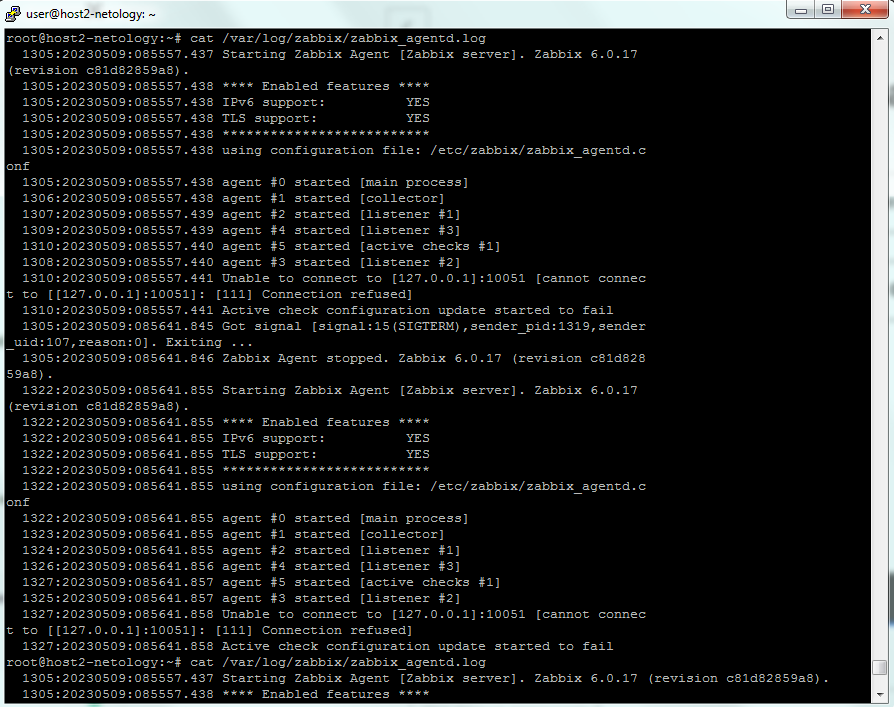 user@host2-netology: ~
root@host2-netology:~# cat /var/log/zabbix/zabbix_agentd.log
  1305:20230509:085557.437 Starting Zabbix Agent [Zabbix server]. Zabbix 6.0.17
(revision c81d82859a8).
  1305:20230509:085557.438 **** Enabled features ****
  1305:20230509:085557.438 IPv6 support:          YES
  1305:20230509:085557.438 TLS support:           YES
  1305:20230509:085557.438 **************************
  1305:20230509:085557.438 using configuration file: /etc/zabbix/zabbix_agentd.c
onf
  1305:20230509:085557.438 agent #0 started [main process]
  1306:20230509:085557.438 agent #1 started [collector]
  1307:20230509:085557.439 agent #2 started [listener #1]
  1309:20230509:085557.439 agent #4 started [listener #3]
  1310:20230509:085557.440 agent #5 started [active checks #1]
  1308:20230509:085557.440 agent #3 started [listener #2]
  1310:20230509:085557.441 Unable to connect to [127.0.0.1]:10051 [cannot connec
t to [[127.0.0.1]:10051]: [111] Connection refused]
  1310:20230509:085557.441 Active check configuration update started to fail
  1305:20230509:085641.845 Got signal [signal:15(SIGTERM),sender_pid:1319,sender
_uid:107,reason:0]. Exiting ...
  1305:20230509:085641.846 Zabbix Agent stopped. Zabbix 6.0.17 (revision c81d828
59a8).
  1322:20230509:085641.855 Starting Zabbix Agent [Zabbix server]. Zabbix 6.0.17
(revision c81d82859a8).
  1322:20230509:085641.855 **** Enabled features ****
  1322:20230509:085641.855 IPv6 support:          YES
  1322:20230509:085641.855 TLS support:           YES
  1322:20230509:085641.855 **************************
  1322:20230509:085641.855 using configuration file: /etc/zabbix/zabbix_agentd.c
onf
  1322:20230509:085641.855 agent #0 started [main process]
  1323:20230509:085641.855 agent #1 started [collector]
  1324:20230509:085641.855 agent #2 started [listener #1]
  1326:20230509:085641.856 agent #4 started [listener #3]
  1327:20230509:085641.857 agent #5 started [active checks #1]
  1325:20230509:085641.857 agent #3 started [listener #2]
  1327:20230509:085641.858 Unable to connect to [127.0.0.1]:10051 [cannot connec
t to [[127.0.0.1]:10051]: [111] Connection refused]
  1327:20230509:085641.858 Active check configuration update started to fail
root@host2-netology:~# cat /var/log/zabbix/zabbix_agentd.log
  1305:20230509:085557.437 Starting Zabbix Agent [Zabbix server]. Zabbix 6.0.17 (revision c81d82859a8).
  1305:20230509:085557.438 **** Enabled features ****